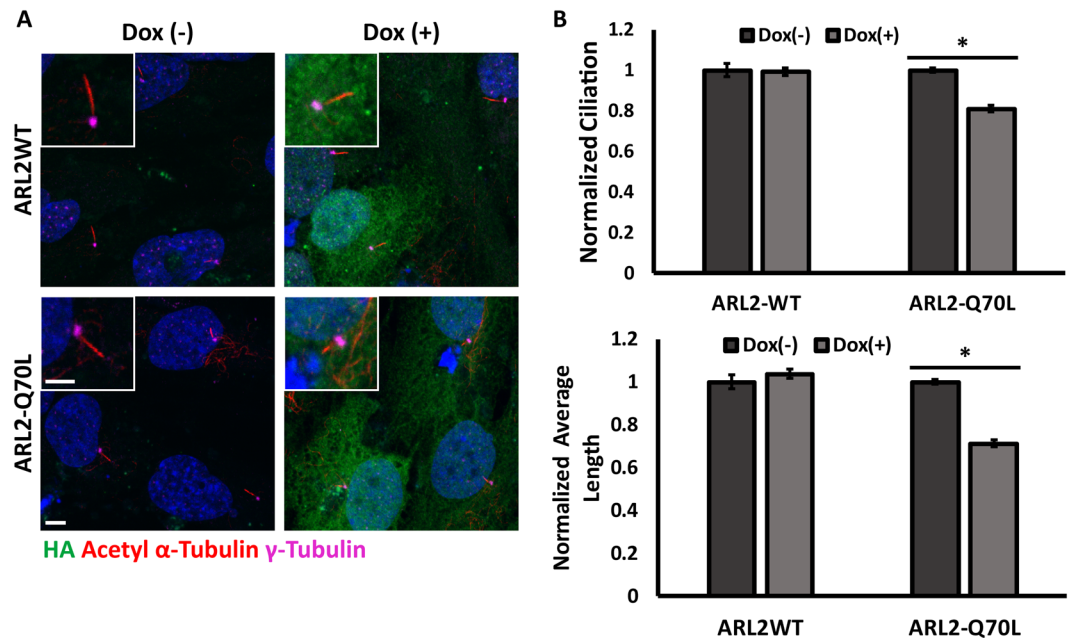 A
Dox (-)
Dox (+)
ARL2WT
ARL2-Q70L
HA Acetyl α-Tubulin γ-Tubulin
B
Normalized Ciliation
1.2
1
0.8
0.6
0.4
0.2
0
Dox(-) Dox(+)
*
ARL2-WT
ARL2-Q70L
Normalized Average
Length
1.2
1
0.8
0.6
0.4
0.2
0
Dox(-) Dox(+)
*
ARL2WT
ARL2-Q70L